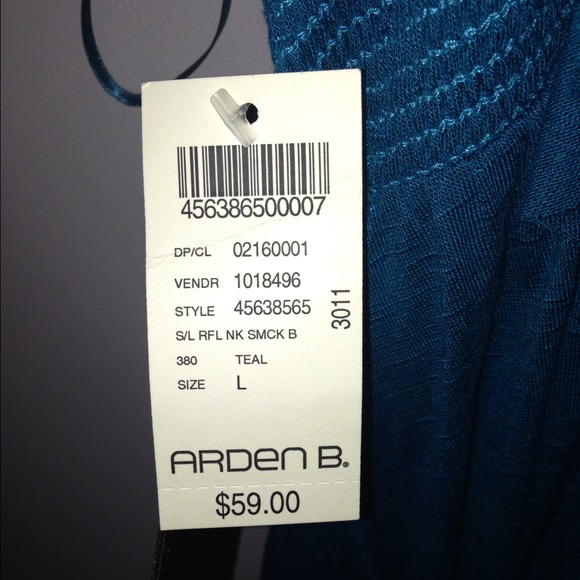 456386500007
DP/CL 02160001
VENDR 1018496
STYLE 45638565
S/L RFL NK SMCK B
380 TEAL
SIZE L
3011
ARDEN B.
$59.00